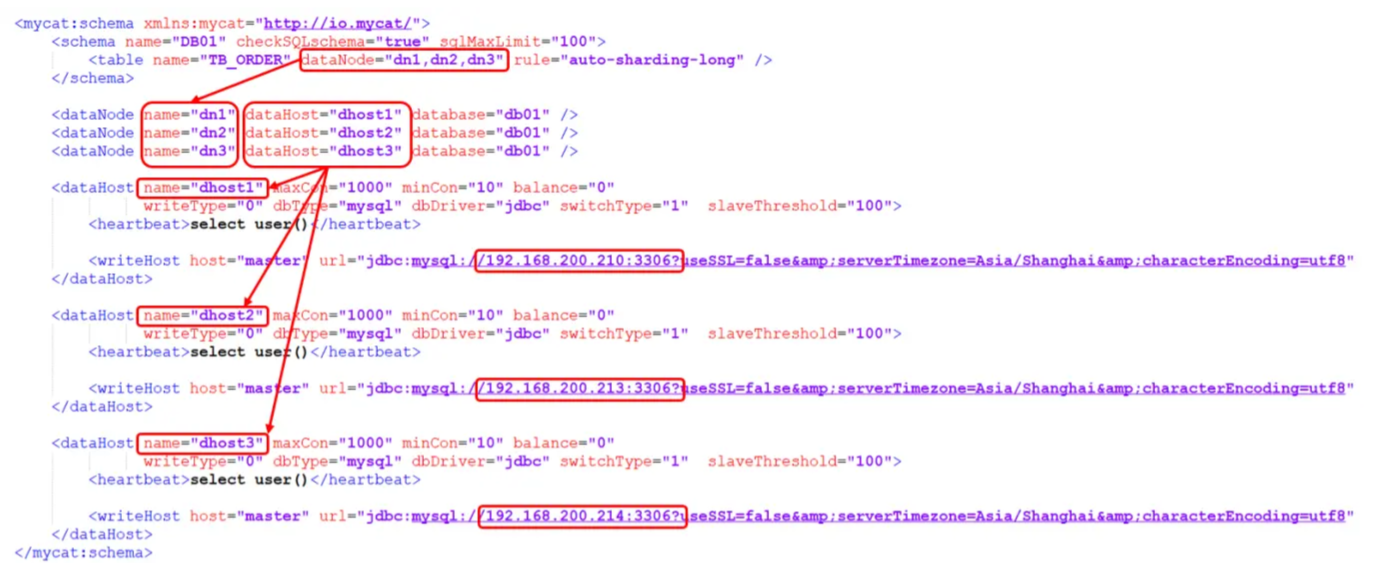 <mycat:schema xmlns:mycat="http://io.mycat/">
<schema name="DB01" checkSQLschema="true" sqlMaxLimit="100">
<table name="TB_ORDER" dataNode="dn1,dn2,dn3" rule="auto-sharding-long" />
</schema>
<dataNode name="dn1" dataHost="dhost1" database="db01" />
<dataNode name="dn2" dataHost="dhost2" database="db01" />
<dataNode name="dn3" dataHost="dhost3" database="db01" />
<dataHost name="dhost1" maxCon="1000" minCon="10" balance="0"
writeType="0" dbType="mysql" dbDriver="jdbc" switchType="1" slaveThreshold="100">
<heartbeat>select user()</heartbeat>
<writeHost host="master" url="jdbc:mysql://192.168.200.210:3306?useSSL=false&amp;serverTimezone=Asia/Shanghai&amp;characterEncoding=utf8"
</dataHost>
<dataHost name="dhost2" maxCon="1000" minCon="10" balance="0"
writeType="0" dbType="mysql" dbDriver="jdbc" switchType="1" slaveThreshold="100">
<heartbeat>select user()</heartbeat>
<writeHost host="master" url="jdbc:mysql://192.168.200.213:3306?useSSL=false&amp;serverTimezone=Asia/Shanghai&amp;characterEncoding=utf8"
</dataHost>
<dataHost name="dhost3" maxCon="1000" minCon="10" balance="0"
writeType="0" dbType="mysql" dbDriver="jdbc" switchType="1" slaveThreshold="100">
<heartbeat>select user()</heartbeat>
<writeHost host="master" url="jdbc:mysql://192.168.200.214:3306?useSSL=false&amp;serverTimezone=Asia/Shanghai&amp;characterEncoding=utf8"
</dataHost>
</mycat:schema>